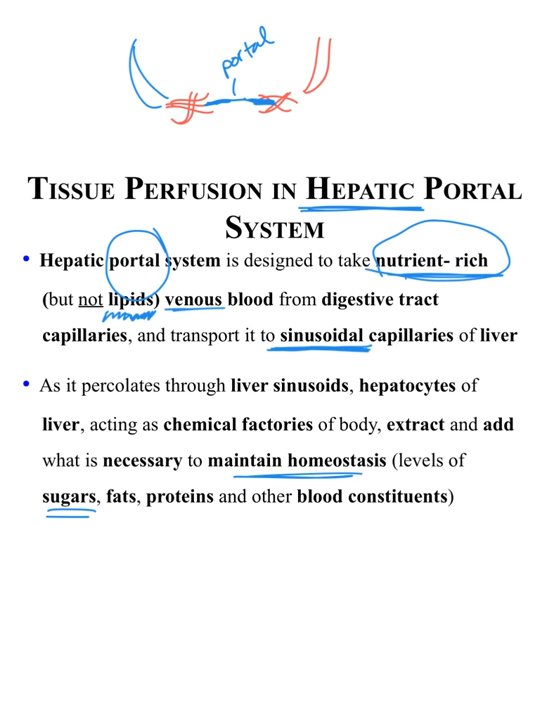 portal
TISSUE PERFUSION IN HEPATIC PORTAL
SYSTEM
• Hepatic portal system is designed to take nutrient- rich
(but not lipids) venous blood from digestive tract
capillaries, and transport it to sinusoidal capillaries of liver
• As it percolates through liver sinusoids, hepatocytes of
liver, acting as chemical factories of body, extract and add
what is necessary to maintain homeostasis (levels of
sugars, fats, proteins and other blood constituents)